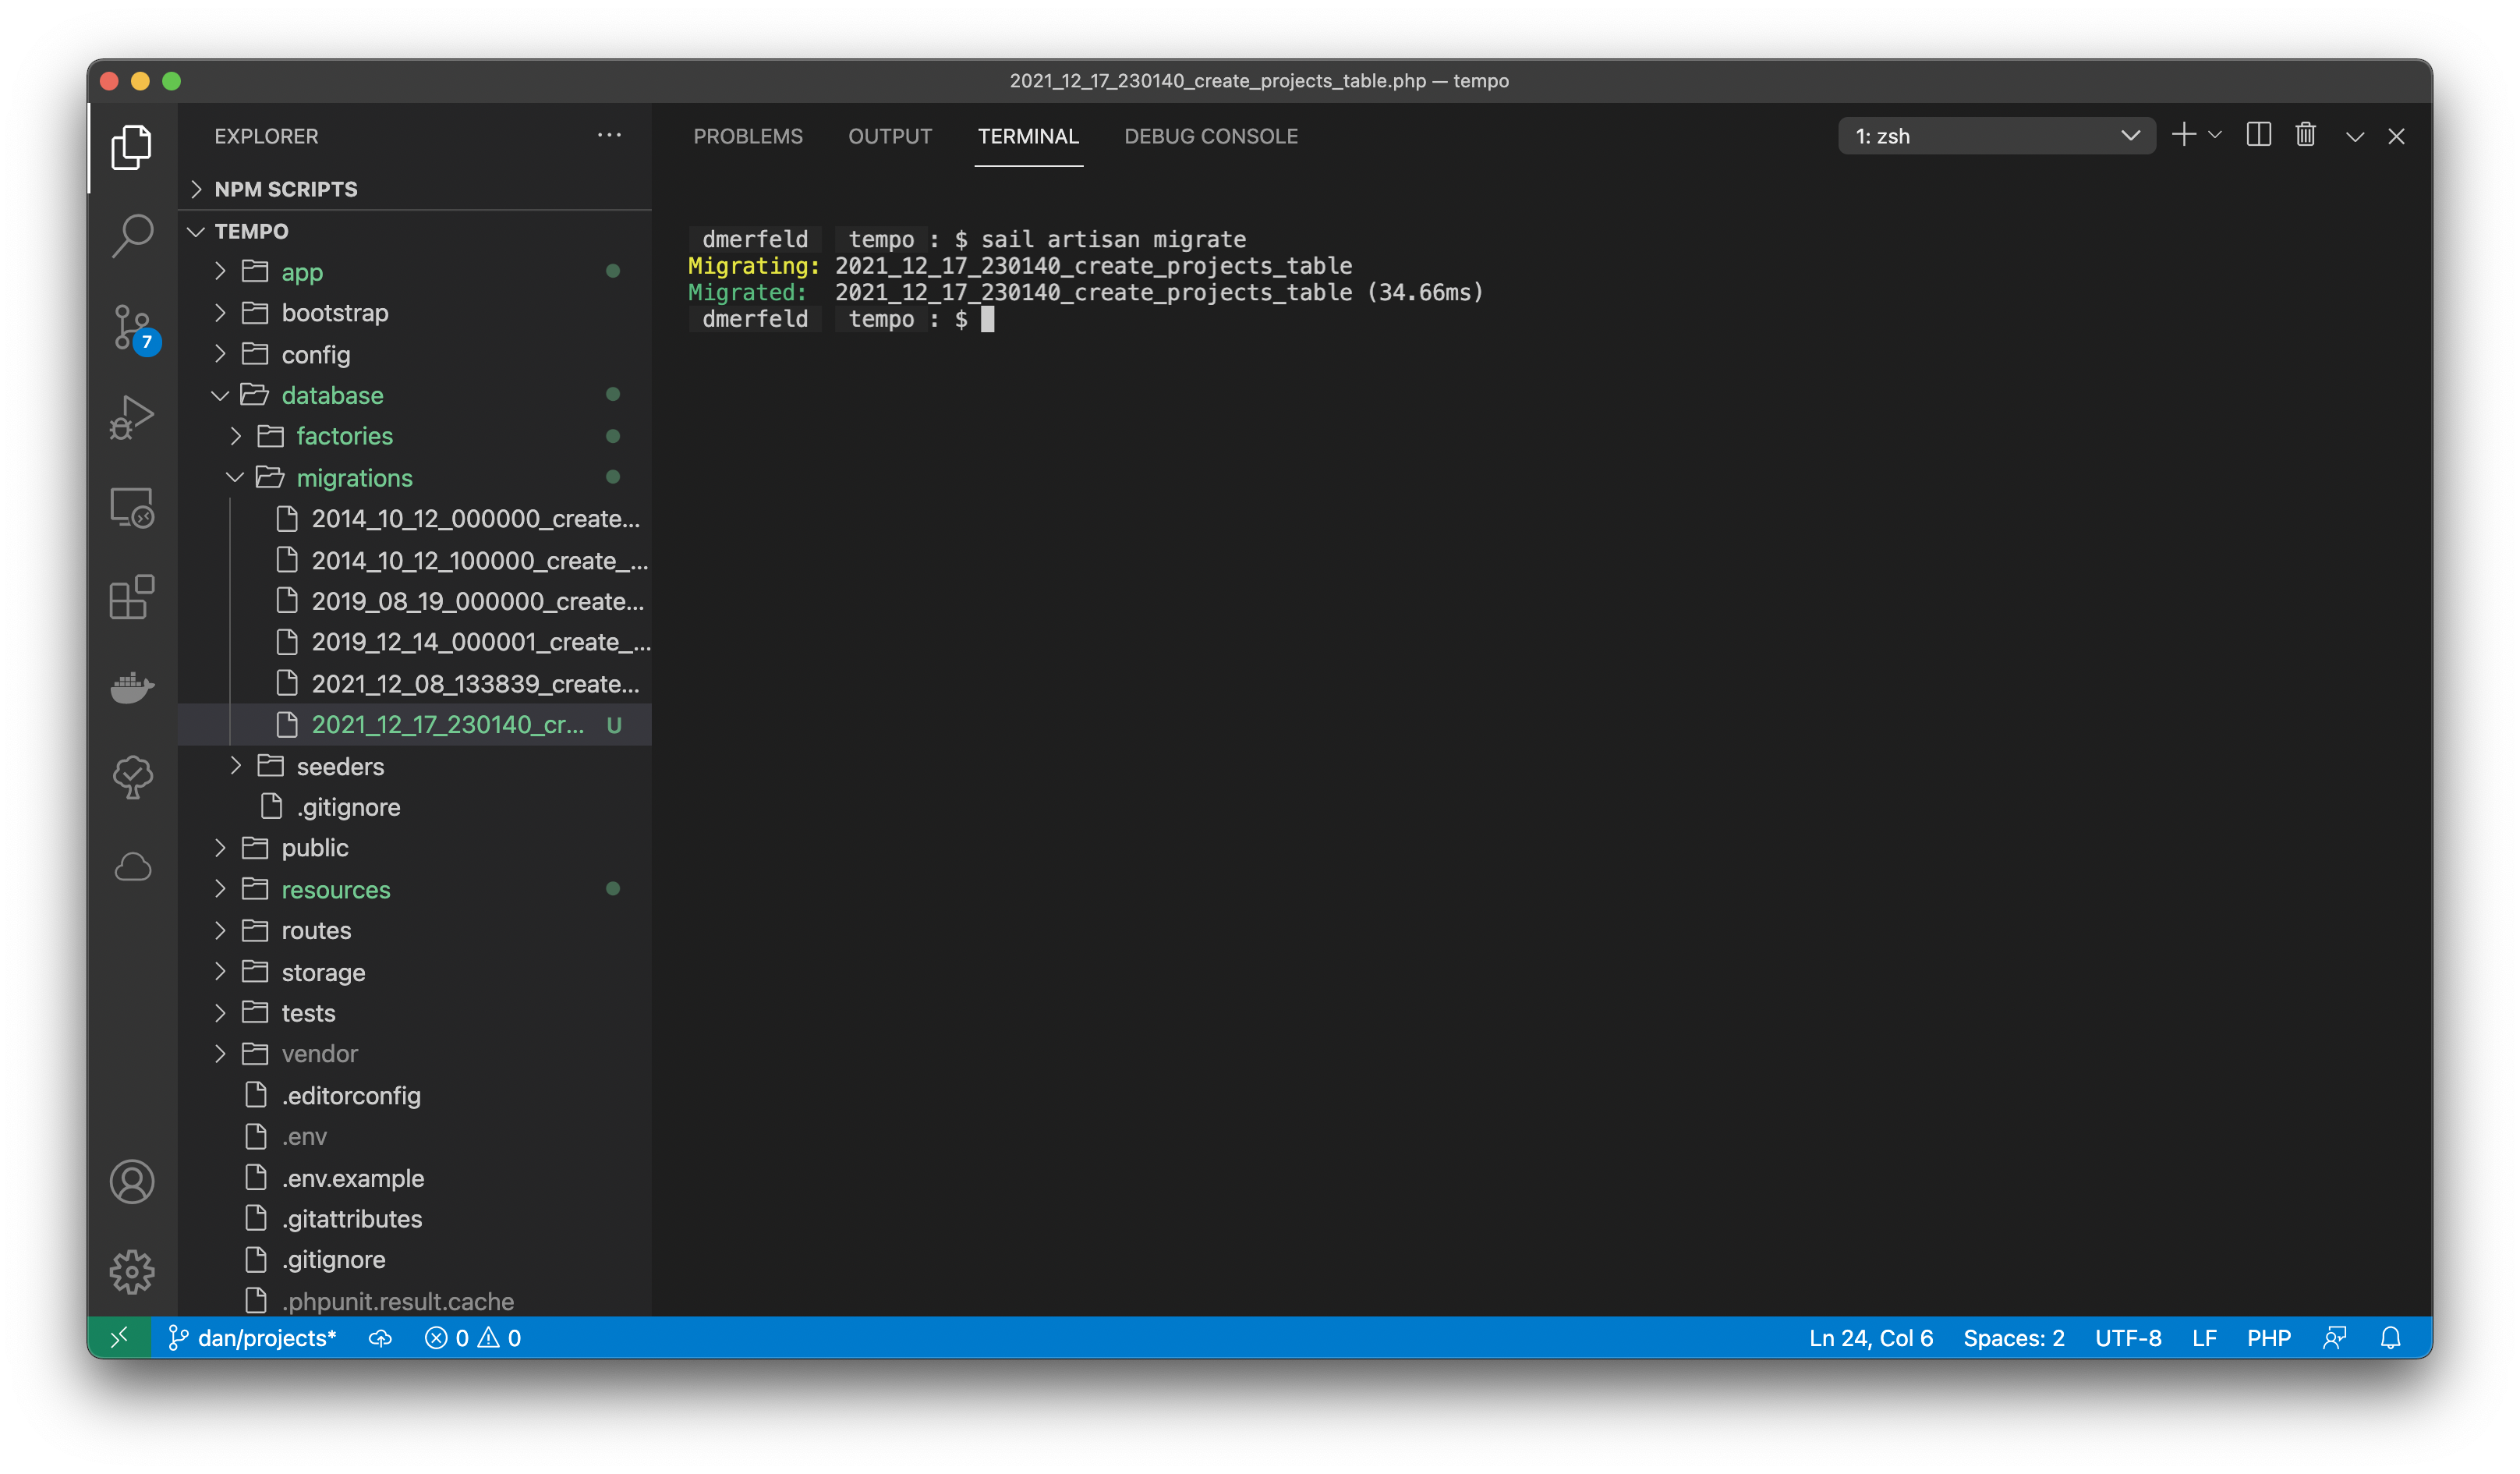 2021_12_17_230140_create_projects_table.php — tempo
EXPLORER
NPM SCRIPTS
TEMPO
app
bootstrap
config
database
factories
migrations
2014_10_12_000000_create...
2014_10_12_100000_create_...
2019_08_19_000000_create...
2019_12_14_000001_create_...
2021_12_08_133839_create...
2021_12_17_230140_cr... U
seeders
.gitignore
public
resources
routes
storage
tests
vendor
.editorconfig
.env
.env.example
.gitattributes
.gitignore
.phpunit.result.cache
7
PROBLEMS OUTPUT TERMINAL DEBUG CONSOLE 1: zsh
dmerfeld tempo : $ sail artisan migrate
Migrating: 2021_12_17_230140_create_projects_table
Migrated: 2021_12_17_230140_create_projects_table (34.66ms)
dmerfeld tempo : $
dan/projects* 0 0 Ln 24, Col 6 Spaces: 2 UTF-8 LF PHP